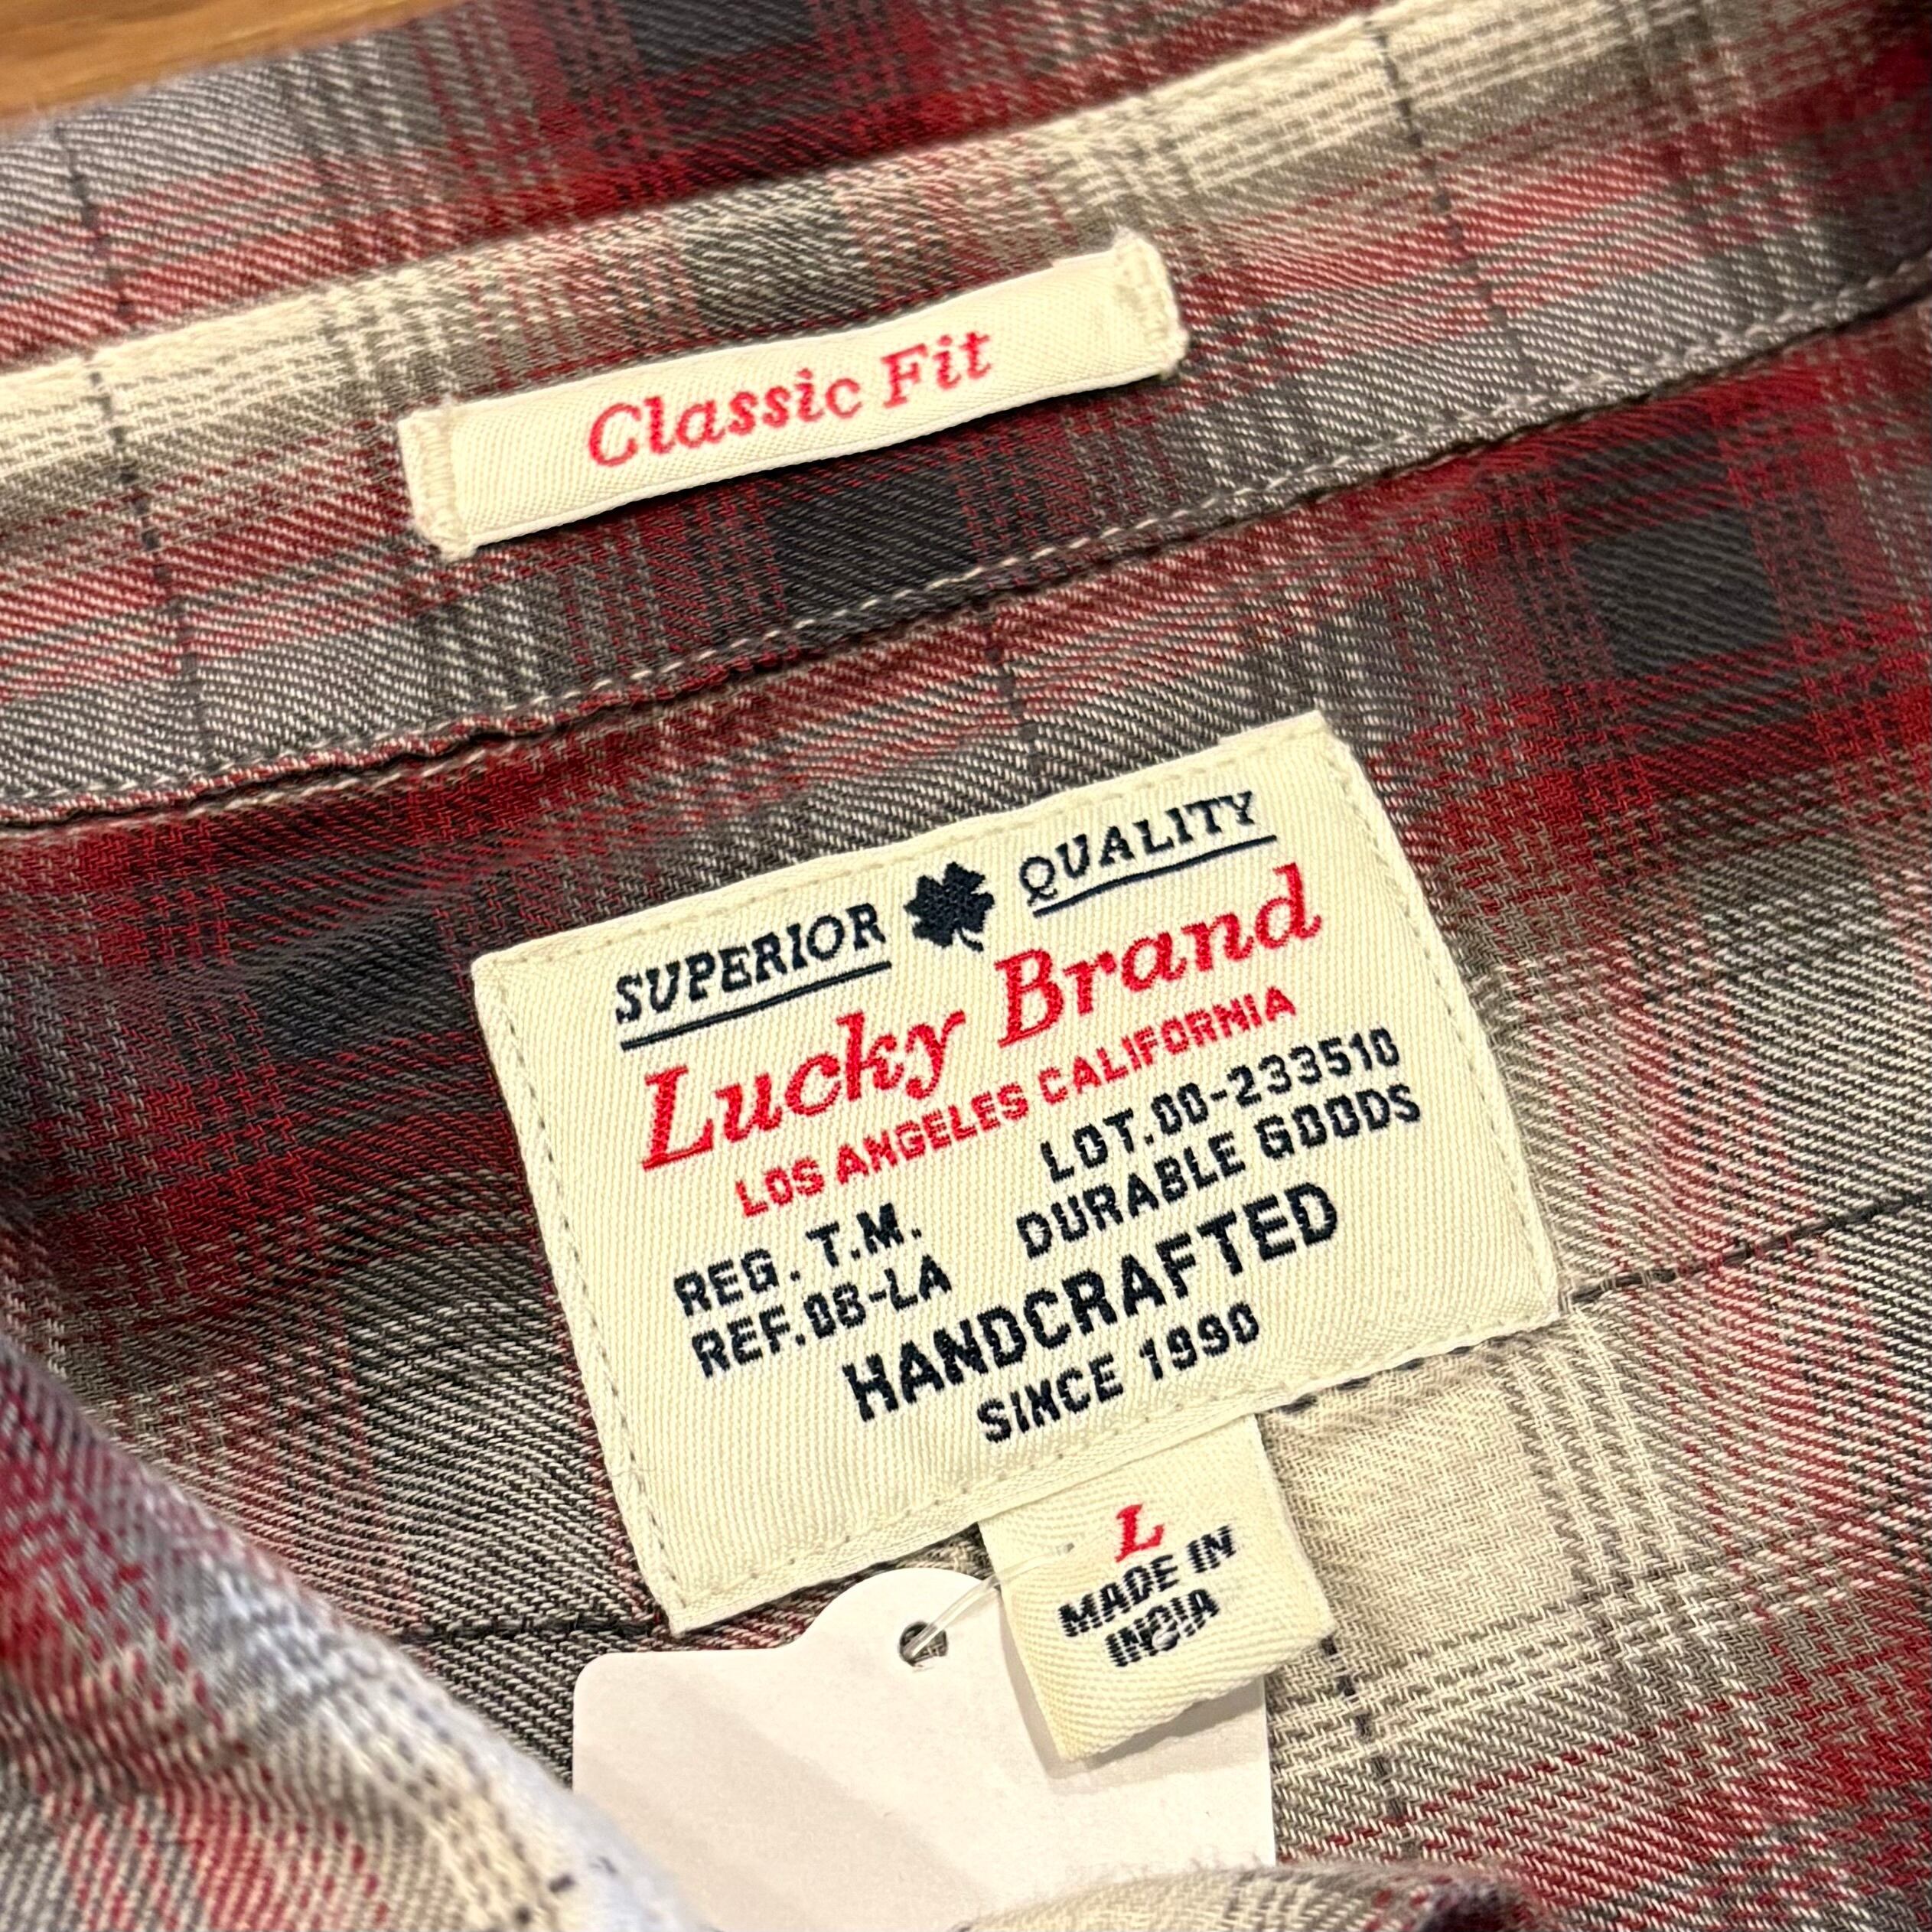 Classic Fit
SUPERIOR QUALITY
Lucky Brand
LOS ANGELES CALIFORNIA
REG. T.M. LOT.00-233510
REF.08-LA DURABLE GOODS
HANDCRAFTED
SINCE 1990
L
MADE IN
INDIA